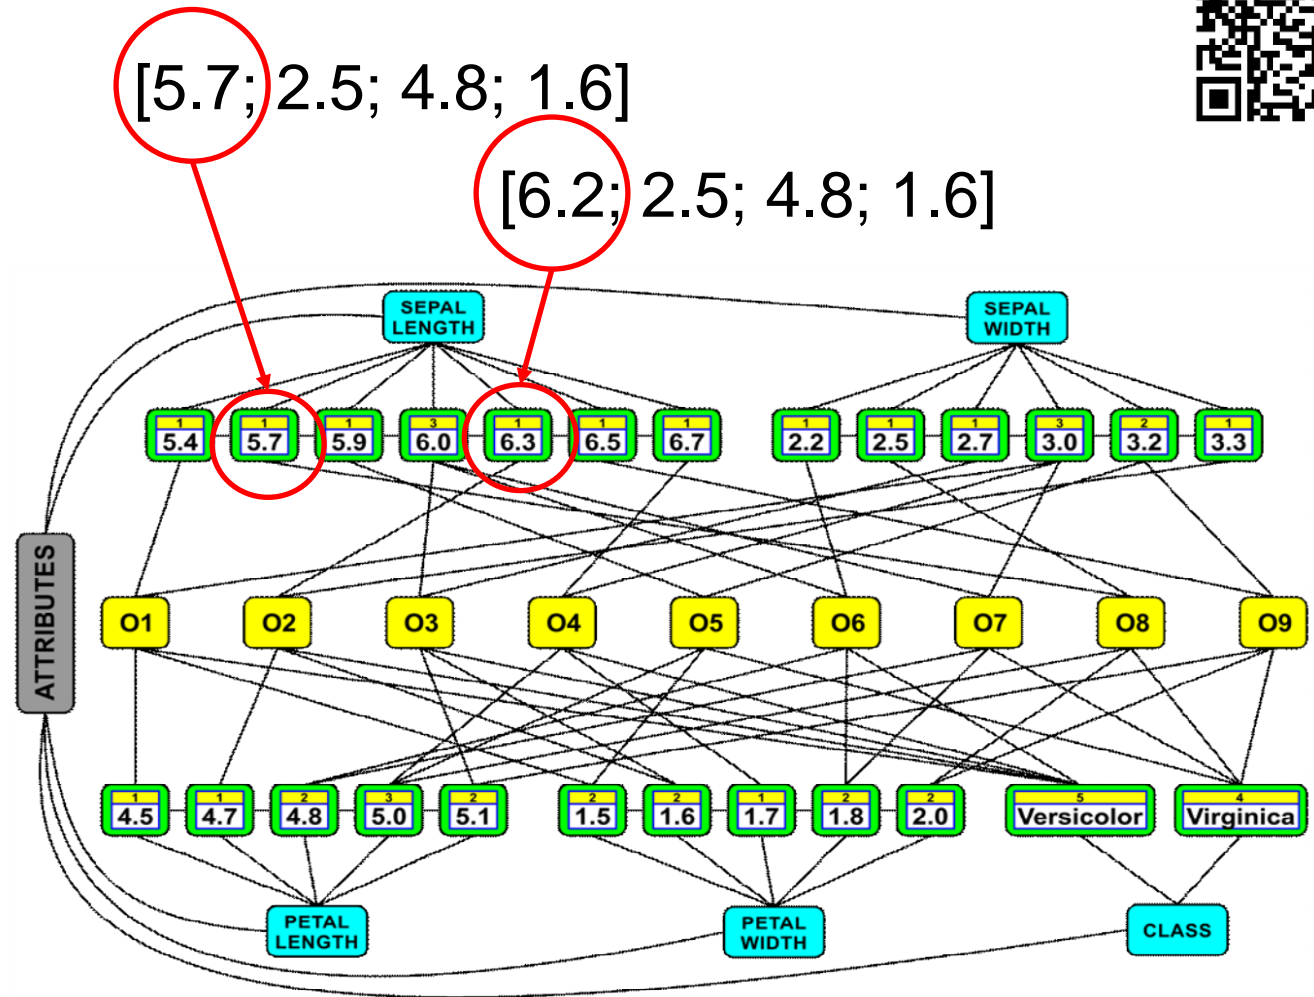 [5.7; 2.5; 4.8; 1.6]
[6.2; 2.5; 4.8; 1.6]
SEPAL
LENGTH
SEPAL
WIDTH
1 1 1 3 1 1 1
5.4 5.7 5.9 6.0 6.3 6.5 6.7
1 1 1 3 2 1
2.2 2.5 2.7 3.0 3.2 3.3
ATTRIBUTES
O1 O2 O3 O4 O5 O6 O7 O8 O9
1 1 2 3 2
4.5 4.7 4.8 5.0 5.1
2 2 1 2 2
1.5 1.6 1.7 1.8 2.0
5 4
Versicolor Virginica
PETAL
LENGTH
PETAL
WIDTH
CLASS